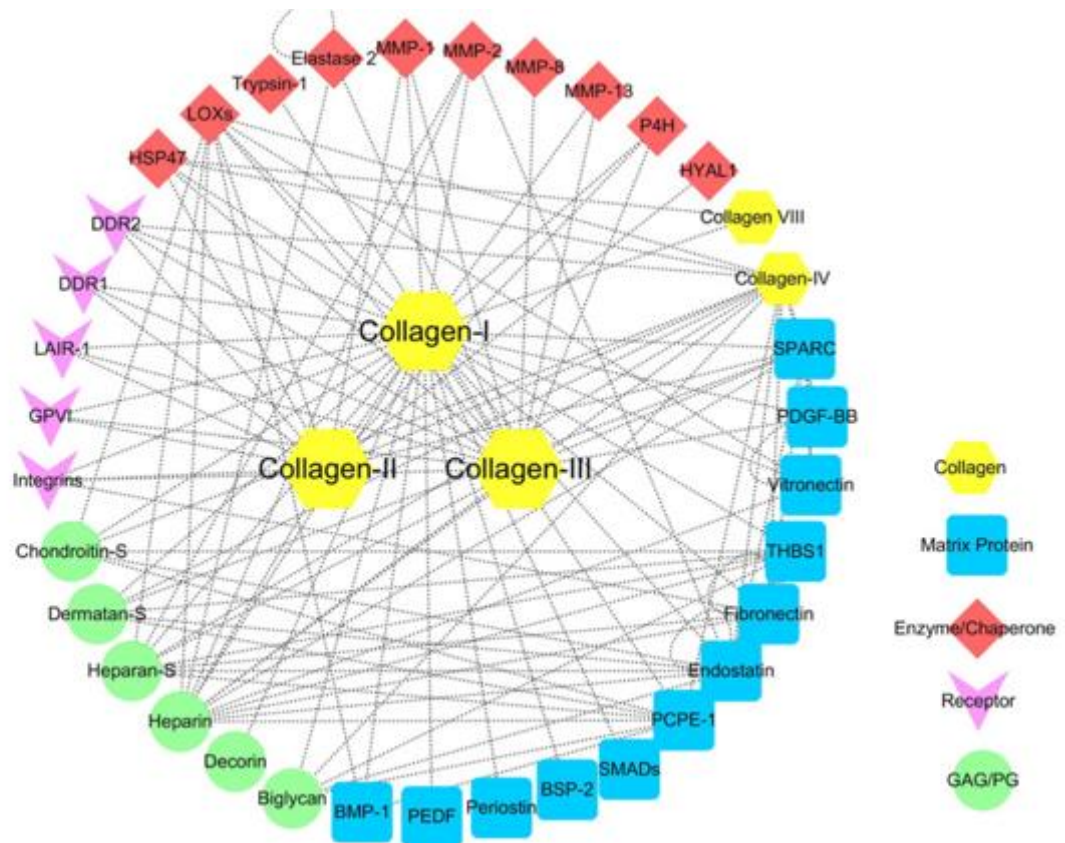 Elastase 2
MMP-1
MMP-2
MMP-8
MMP-13
P4H
HYAL1
Trypsin-1
LOXs
HSP47
DDR2
DDR1
LAIR-1
GPVI
Integrins
Collagen VIII
Collagen-IV
Collagen-I
Collagen-II
Collagen-III
SPARC
PDGF-BB
Vitronectin
THBS1
Fibronectin
Endostatin
PCPE-1
SMADs
BSP-2
Periostin
PEDF
BMP-1
Chondroitin-S
Dermatan-S
Heparan-S
Heparin
Decorin
Biglycan
Collagen
Matrix Protein
Enzyme/Chaperone
Receptor
GAG/PG